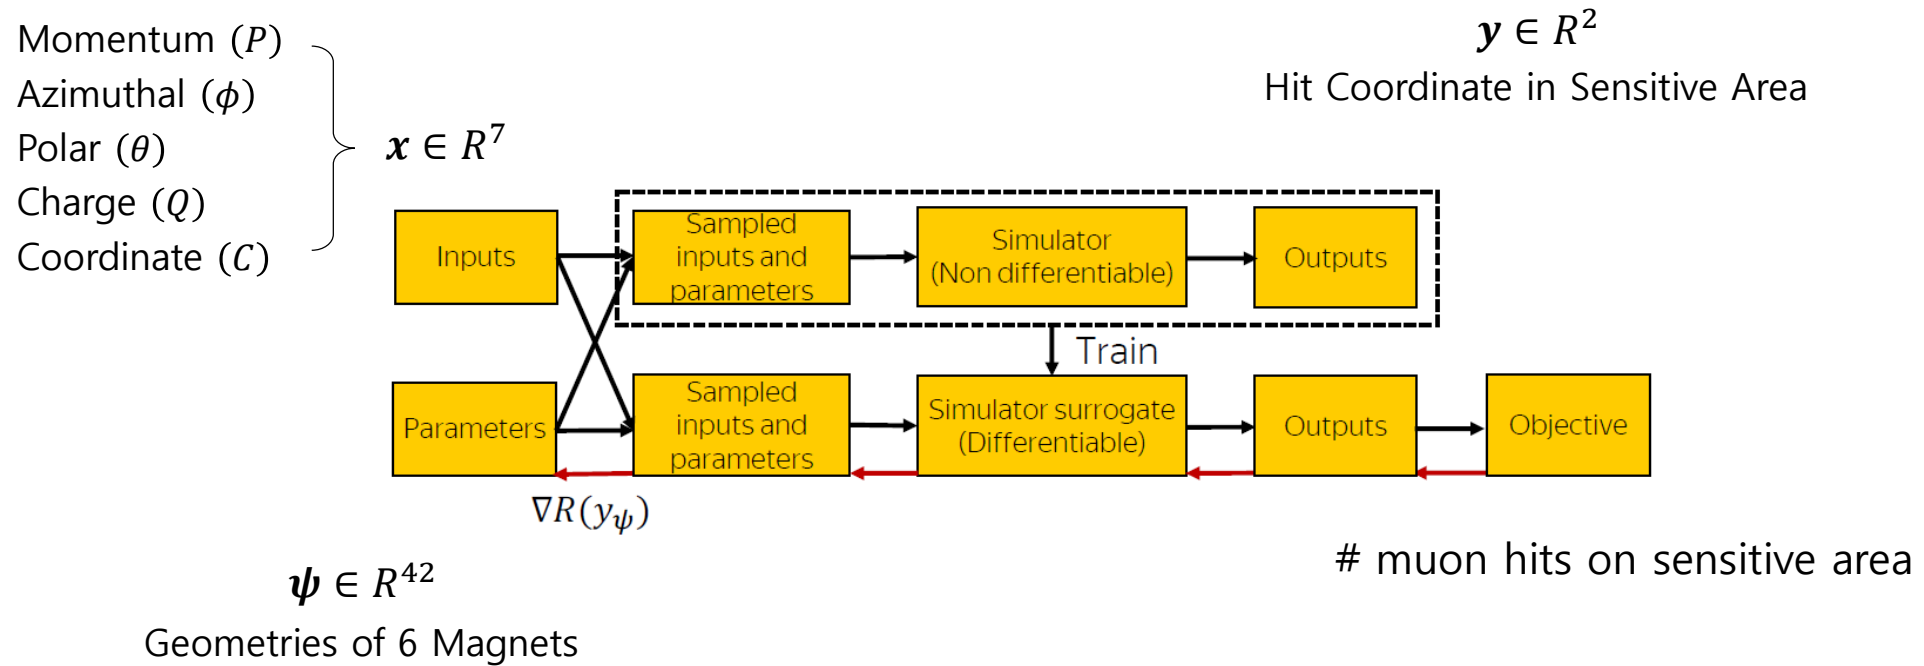 Momentum (P)
Azimuthal (ϕ)
Polar (θ)
Charge (Q)
Coordinate (C)
x ∈ R⁷
y ∈ R²
Hit Coordinate in Sensitive Area
Inputs
Sampled
inputs and
parameters
Simulator
(Non differentiable)
Outputs
Train
Parameters
Sampled
inputs and
parameters
Simulator surrogate
(Differentiable)
Outputs
Objective
∇R(y_ψ)
# muon hits on sensitive area
ψ ∈ R⁴²
Geometries of 6 Magnets